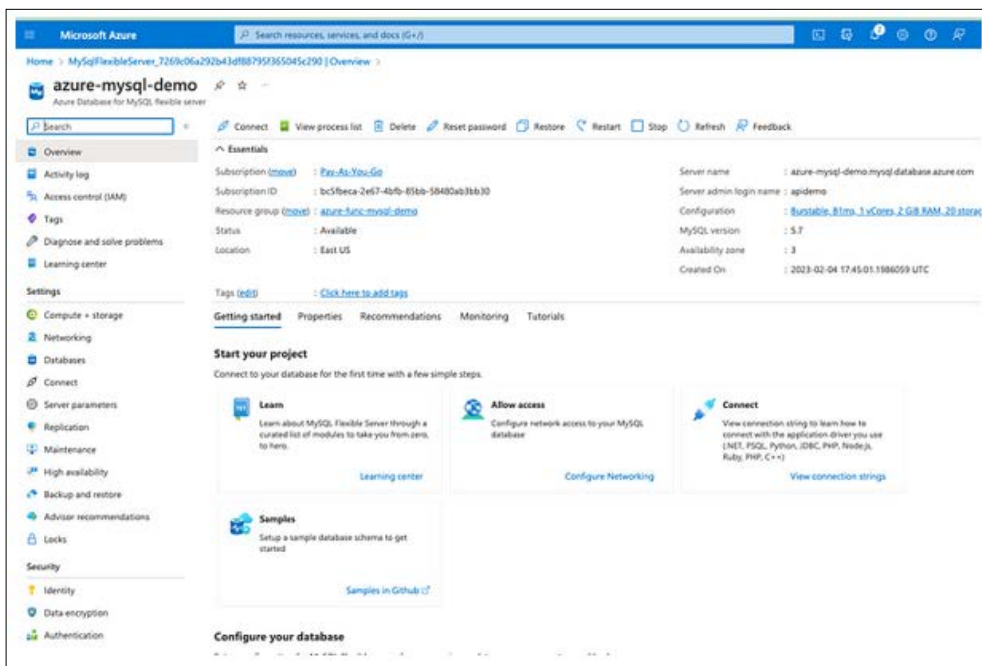 Microsoft Azure
Search resources, services, and docs (G+/)
Home > MySqlFlexibleServer_7269c06a292b43df88795f365045c290 | Overview >
azure-mysql-demo
Azure Database for MySQL flexible server
Search
Connect View process list Delete Reset password Restore Restart Stop Refresh Feedback
Overview
Activity log
Access control (IAM)
Tags
Diagnose and solve problems
Learning center
Settings
Compute + storage
Networking
Databases
Connect
Server parameters
Replication
Maintenance
High availability
Backup and restore
Advisor recommendations
Locks
Security
Identity
Data encryption
Authentication
Essentials
Subscription (move) : Pay-As-You-Go
Subscription ID : bc5fbeca-2e67-4bfb-85bb-58480ab3bb30
Resource group (move) : azure-func-mysql-demo
Status : Available
Location : East US
Server name : azure-mysql-demo.mysql.database.azure.com
Server admin login name : apidemo
Configuration : Burstable, B1ms, 1 vCores, 2 GiB RAM, 20 storag
MySQL version : 5.7
Availability zone : 3
Created On : 2023-02-04 17:45:01.1986059 UTC
Tags (edit) : Click here to add tags
Getting started Properties Recommendations Monitoring Tutorials
Start your project
Connect to your database for the first time with a few simple steps.
Learn
Learn about MySQL Flexible Server through a
curated list of modules to take you from zero,
to hero.
Learning center
Allow access
Configure network access to your MySQL
database
Configure Networking
Connect
View connection string to learn how to
connect with the application driver you use
(.NET, PSQL, Python, JDBC, PHP, Node.js,
Ruby, PHP, C++)
View connection strings
Samples
Setup a sample database schema to get
started
Samples in Github
Configure your database